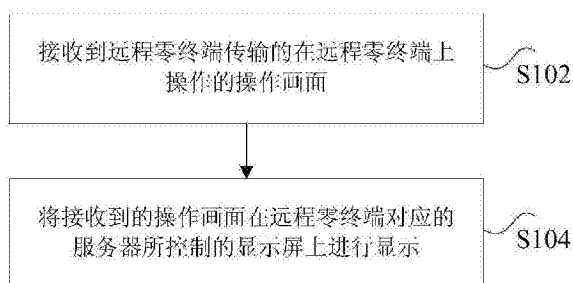 接收到远程零终端传输的在远程零终端上
操作的操作画面
S102
将接收到的操作画面在远程零终端对应的
服务器所控制的显示屏上进行显示
S104